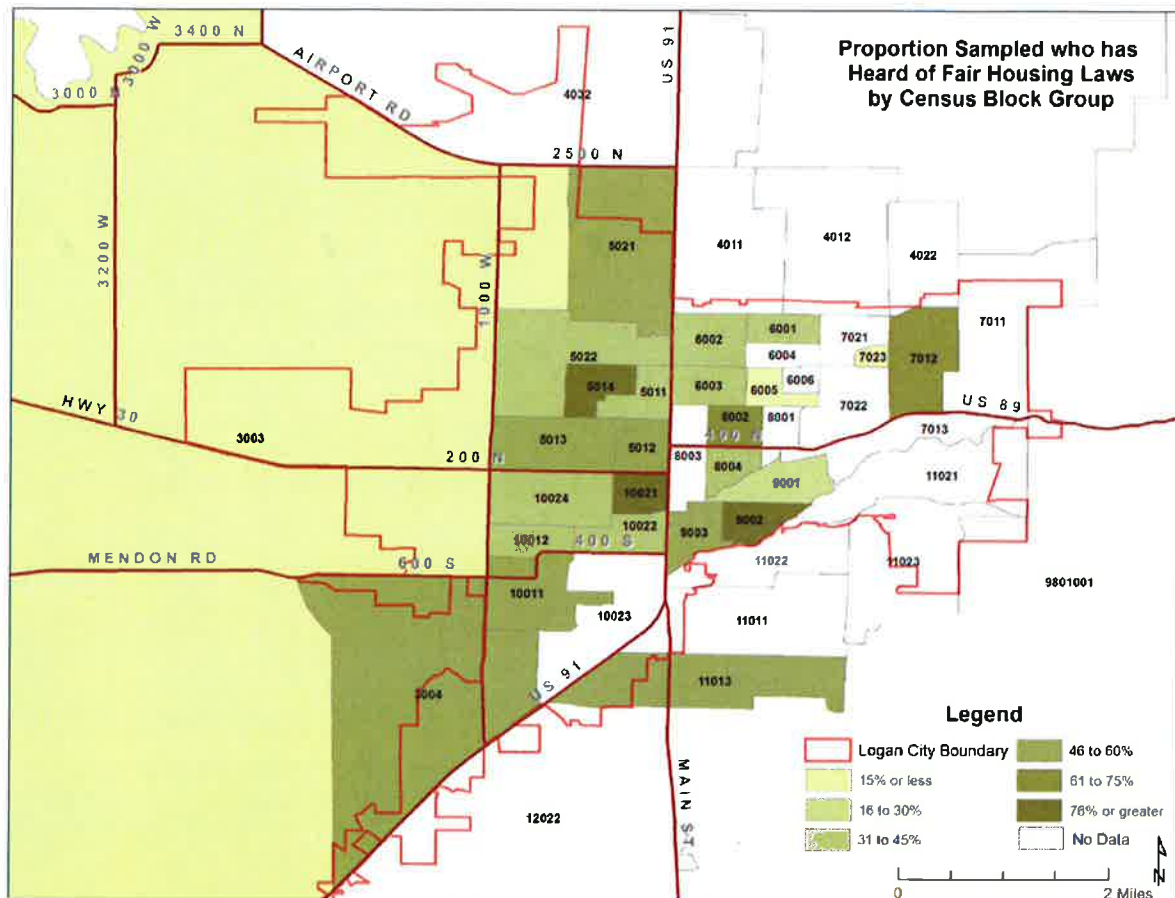 Proportion Sampled who has
Heard of Fair Housing Laws
by Census Block Group
3400 N
3000 W
3000 N
AIRPORT RD
US 91
4032
2500 N
3200 W
1000 W
5021
4011
4012
4022
7011
6002
6001
7021
6004
7023
7012
5022
5014
5011
6003
6005
6006
7022
US 89
HWY 30
3003
5013
5012
8002
8001
400 N
7013
200 N
8003
8004
9001
11021
10024
10021
10022
9003
9002
10012
400 S
MENDON RD
600 S
11022
11023
9801001
10011
10023
11011
3004
US 91
11013
MAIN ST
12022
Legend
Logan City Boundary
15% or less
16 to 30%
31 to 45%
46 to 60%
61 to 75%
76% or greater
No Data
N
0
2 Miles